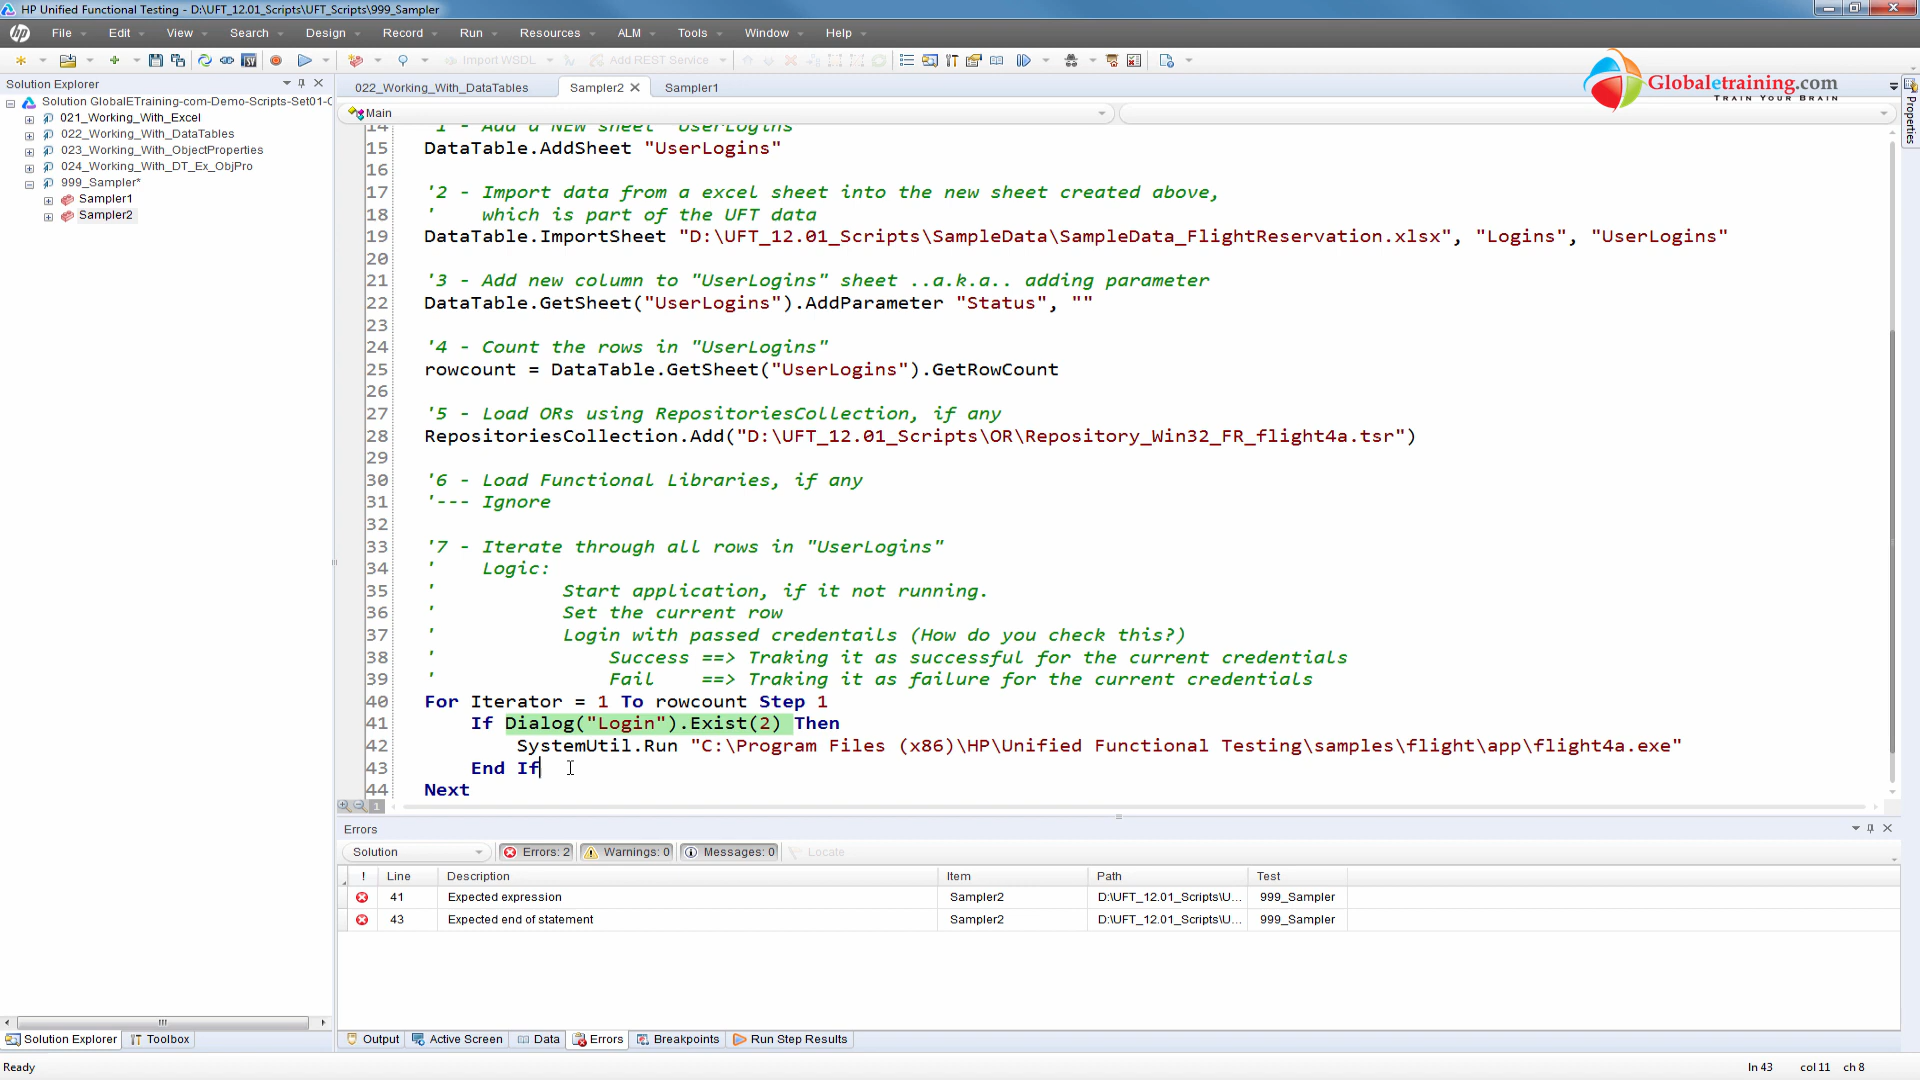 HP Unified Functional Testing - D:\UFT_12.01_Scripts\UFT_Scripts\999_Sampler
File Edit View Search Design Record Run Resources ALM Tools Window Help
Import WSDL Add REST Service
Globaletraining.com
TRAIN YOUR BRAIN
Solution Explorer
022_Working_With_DataTables Sampler2 Sampler1
Properties
Solution GlobalETraining-com-Demo-Scripts-Set01-C
021_Working_With_Excel
022_Working_With_DataTables
023_Working_With_ObjectProperties
024_Working_With_DT_Ex_ObjPro
999_Sampler*
Sampler1
Sampler2
Main
14 '1 - Add a NEW sheet "UserLogins"
15 DataTable.AddSheet "UserLogins"
16
17 '2 - Import data from a excel sheet into the new sheet created above,
18 ' which is part of the UFT data
19 DataTable.ImportSheet "D:\UFT_12.01_Scripts\SampleData\SampleData_FlightReservation.xlsx", "Logins", "UserLogins"
20
21 '3 - Add new column to "UserLogins" sheet ..a.k.a.. adding parameter
22 DataTable.GetSheet("UserLogins").AddParameter "Status", ""
23
24 '4 - Count the rows in "UserLogins"
25 rowcount = DataTable.GetSheet("UserLogins").GetRowCount
26
27 '5 - Load ORs using RepositoriesCollection, if any
28 RepositoriesCollection.Add("D:\UFT_12.01_Scripts\OR\Repository_Win32_FR_flight4a.tsr")
29
30 '6 - Load Functional Libraries, if any
31 '--- Ignore
32
33 '7 - Iterate through all rows in "UserLogins"
34 ' Logic:
35 ' Start application, if it not running.
36 ' Set the current row
37 ' Login with passed credentails (How do you check this?)
38 ' Success ==> Traking it as successful for the current credentials
39 ' Fail ==> Traking it as failure for the current credentials
40 For Iterator = 1 To rowcount Step 1
41 If Dialog("Login").Exist(2) Then
42 SystemUtil.Run "C:\Program Files (x86)\HP\Unified Functional Testing\samples\flight\app\flight4a.exe"
43 End If
44 Next
1
Errors
Solution Errors: 2 Warnings: 0 Messages: 0 Locate
! Line Description Item Path Test
41 Expected expression Sampler2 D:\UFT_12.01_Scripts\U... 999_Sampler
43 Expected end of statement Sampler2 D:\UFT_12.01_Scripts\U... 999_Sampler
Solution Explorer Toolbox
Output Active Screen Data Errors Breakpoints Run Step Results
Ready
ln 43 col 11 ch 8